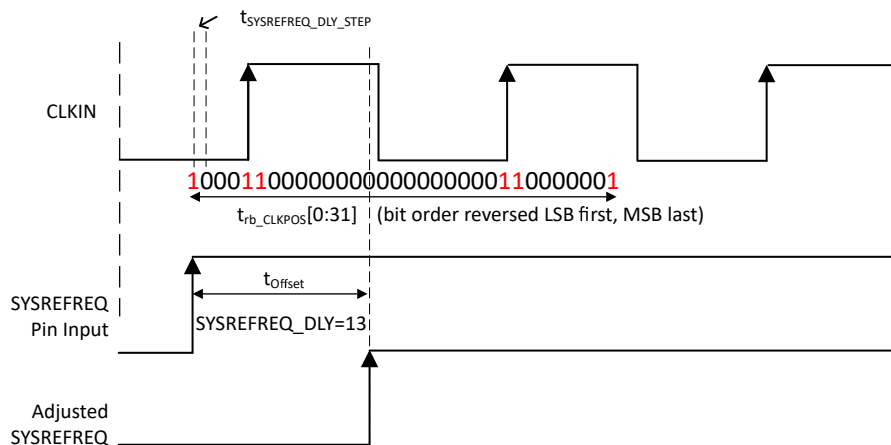 tSYSREFREQ_DLY_STEP
CLKIN
10001100000000000000000110000001
trb_CLKPOS[0:31] (bit order reversed LSB first, MSB last)
tOffset
SYSREFREQ
Pin Input
SYSREFREQ_DLY=13
Adjusted
SYSREFREQ